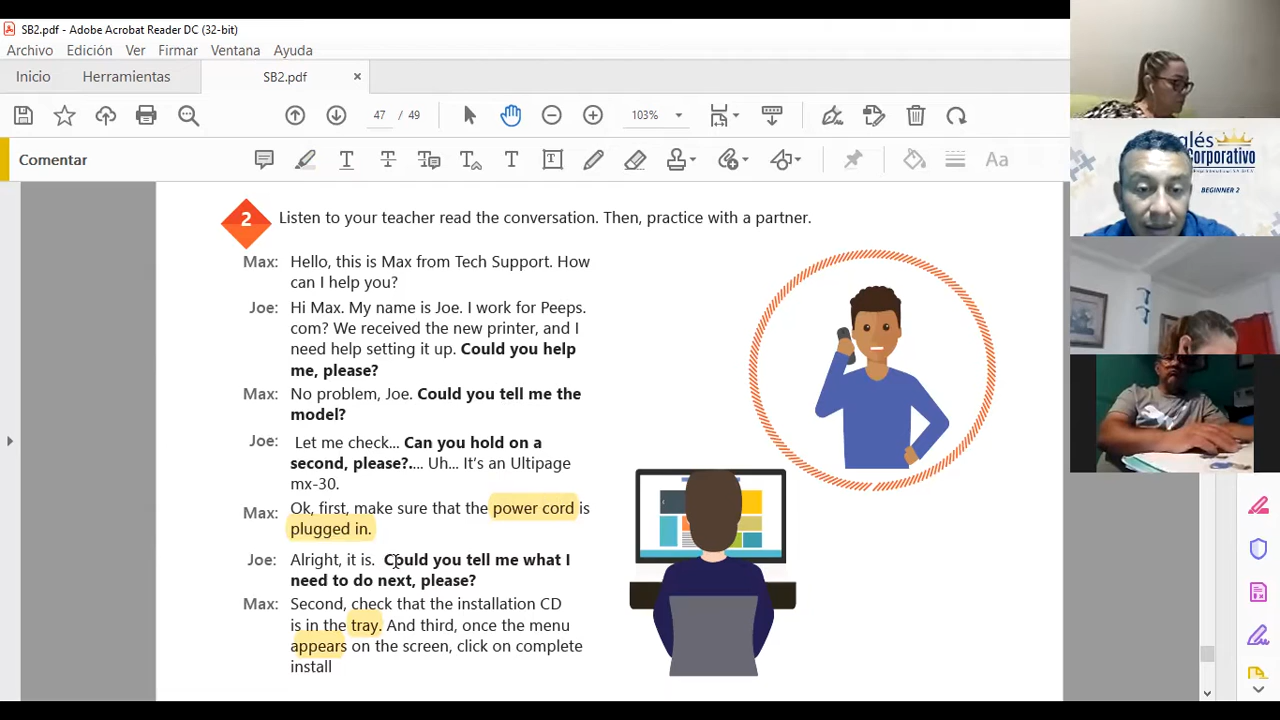 SB2.pdf - Adobe Acrobat Reader DC (32-bit)
Archivo Edición Ver Firmar Ventana Ayuda
Inicio Herramientas SB2.pdf ×
47 / 49 103%
Comentar
Aa
2 Listen to your teacher read the conversation. Then, practice with a partner.
Max: Hello, this is Max from Tech Support. How
can I help you?
Joe: Hi Max. My name is Joe. I work for Peeps.
com? We received the new printer, and I
need help setting it up. Could you help
me, please?
Max: No problem, Joe. Could you tell me the
model?
Joe: Let me check... Can you hold on a
second, please?.... Uh... It's an Ultipage
mx-30.
Max: Ok, first, make sure that the power cord is
plugged in.
Joe: Alright, it is. Could you tell me what I
need to do next, please?
Max: Second, check that the installation CD
is in the tray. And third, once the menu
appears on the screen, click on complete
install
glés
Corporativo
BEGINNER 2